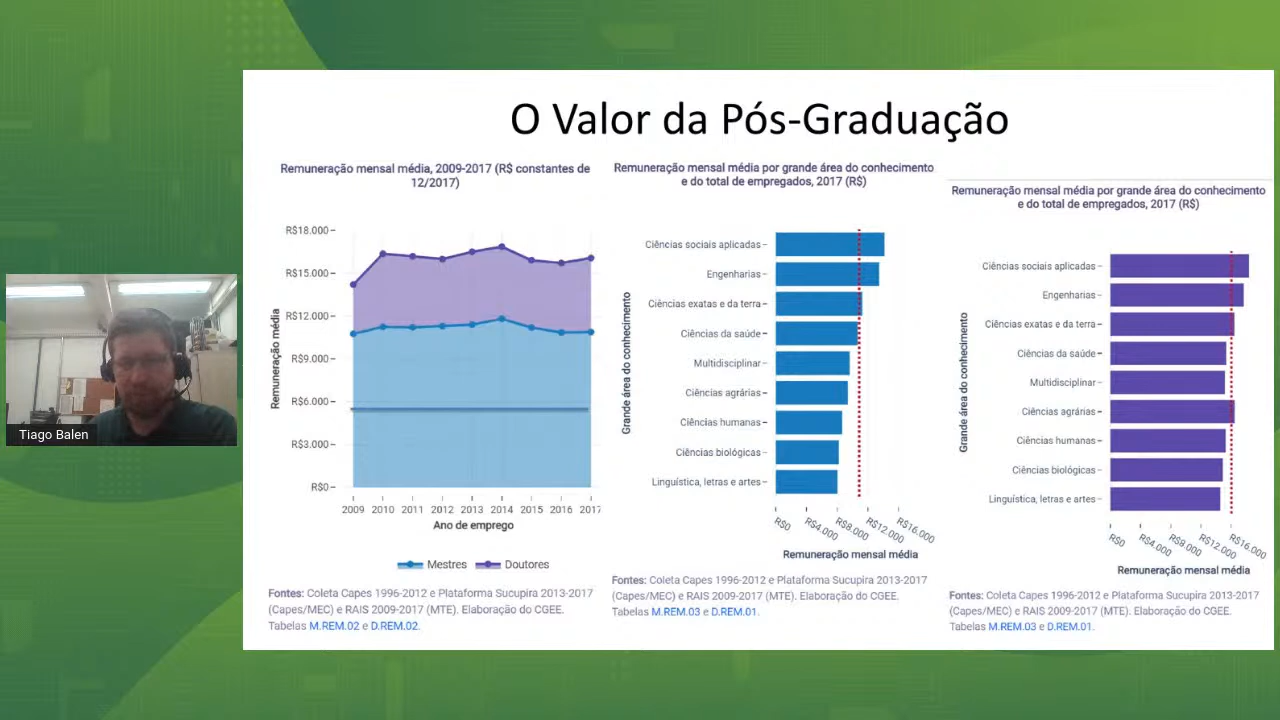 O Valor da Pós-Graduação
Remuneração mensal média, 2009-2017 (R$ constantes de
12/2017)
R$18.000
R$15.000
R$12.000
R$9.000
R$6.000
R$3.000
R$0
Remuneração média
2009 2010 2011 2012 2013 2014 2015 2016 2017
Ano de emprego
Mestres Doutores
Fontes: Coleta Capes 1996-2012 e Plataforma Sucupira 2013-2017
(Capes/MEC) e RAIS 2009-2017 (MTE). Elaboração do CGEE.
Tabelas M.REM.02 e D.REM.02.
Remuneração mensal média por grande área do conhecimento
e do total de empregados, 2017 (R$)
Grande área do conhecimento
Ciências sociais aplicadas
Engenharias
Ciências exatas e da terra
Ciências da saúde
Multidisciplinar
Ciências agrárias
Ciências humanas
Ciências biológicas
Linguística, letras e artes
R$0 R$4.000 R$8.000 R$12.000 R$16.000
Remuneração mensal média
Fontes: Coleta Capes 1996-2012 e Plataforma Sucupira 2013-2017
(Capes/MEC) e RAIS 2009-2017 (MTE). Elaboração do CGEE.
Tabelas M.REM.03 e D.REM.01.
Remuneração mensal média por grande área do conhecimento
e do total de empregados, 2017 (R$)
Grande área do conhecimento
Ciências sociais aplicadas
Engenharias
Ciências exatas e da terra
Ciências da saúde
Multidisciplinar
Ciências agrárias
Ciências humanas
Ciências biológicas
Linguística, letras e artes
R$0 R$4.000 R$8.000 R$12.000 R$16.000
Remuneração mensal média
Fontes: Coleta Capes 1996-2012 e Plataforma Sucupira 2013-2017
(Capes/MEC) e RAIS 2009-2017 (MTE). Elaboração do CGEE.
Tabelas M.REM.03 e D.REM.01.
Tiago Balen